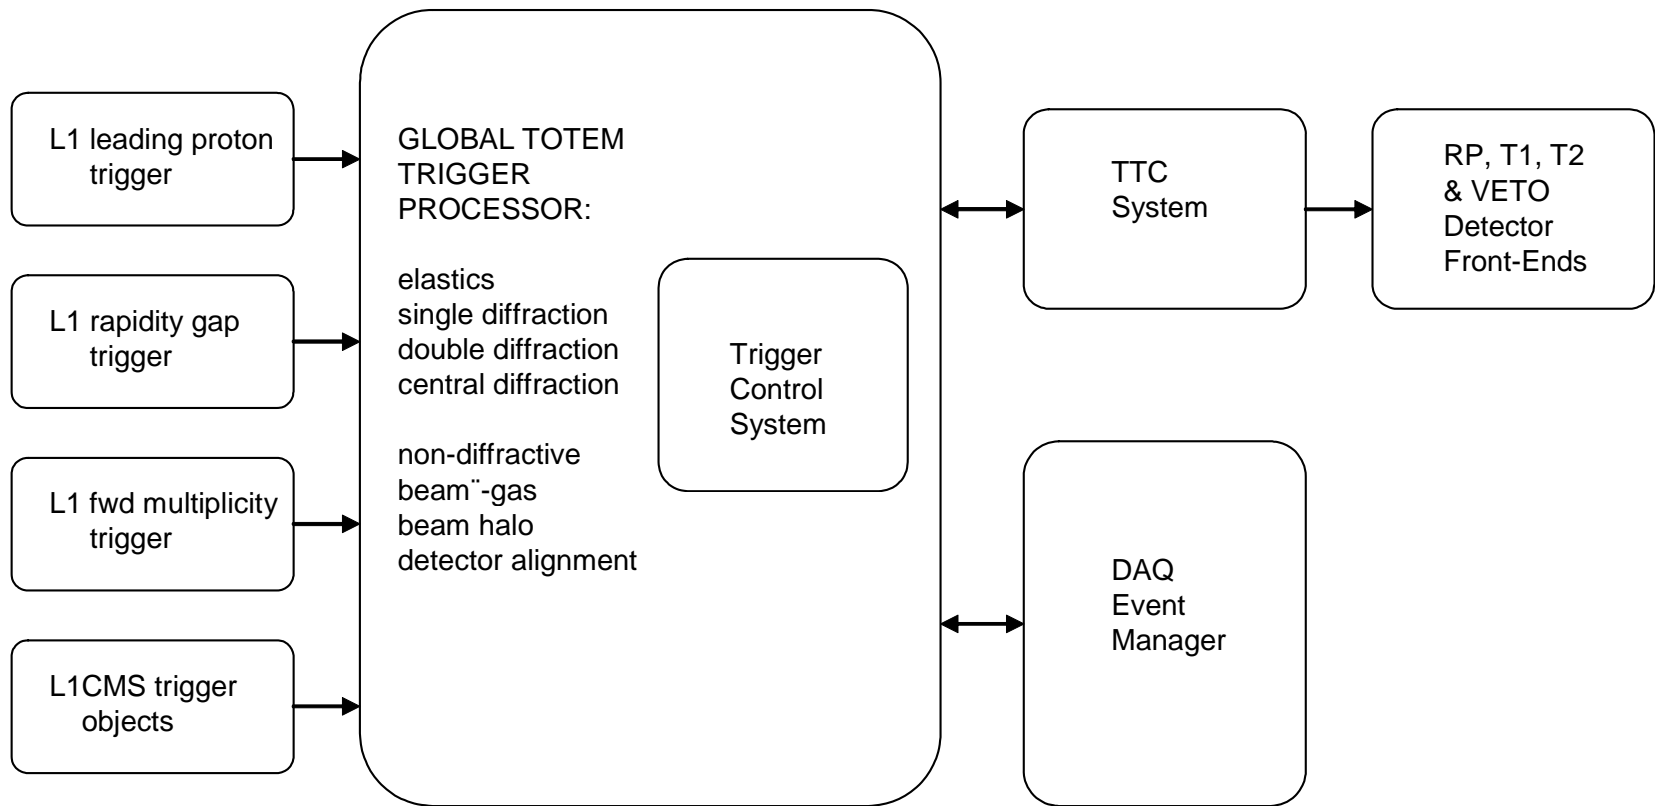 L1 leading proton
trigger
L1 rapidity gap
trigger
L1 fwd multiplicity
trigger
L1CMS trigger
objects
GLOBAL TOTEM
TRIGGER
PROCESSOR:
elastics
single diffraction
double diffraction
central diffraction
non-diffractive
beam¨-gas
beam halo
detector alignment
Trigger
Control
System
TTC
System
RP, T1, T2
& VETO
Detector
Front-Ends
DAQ
Event
Manager